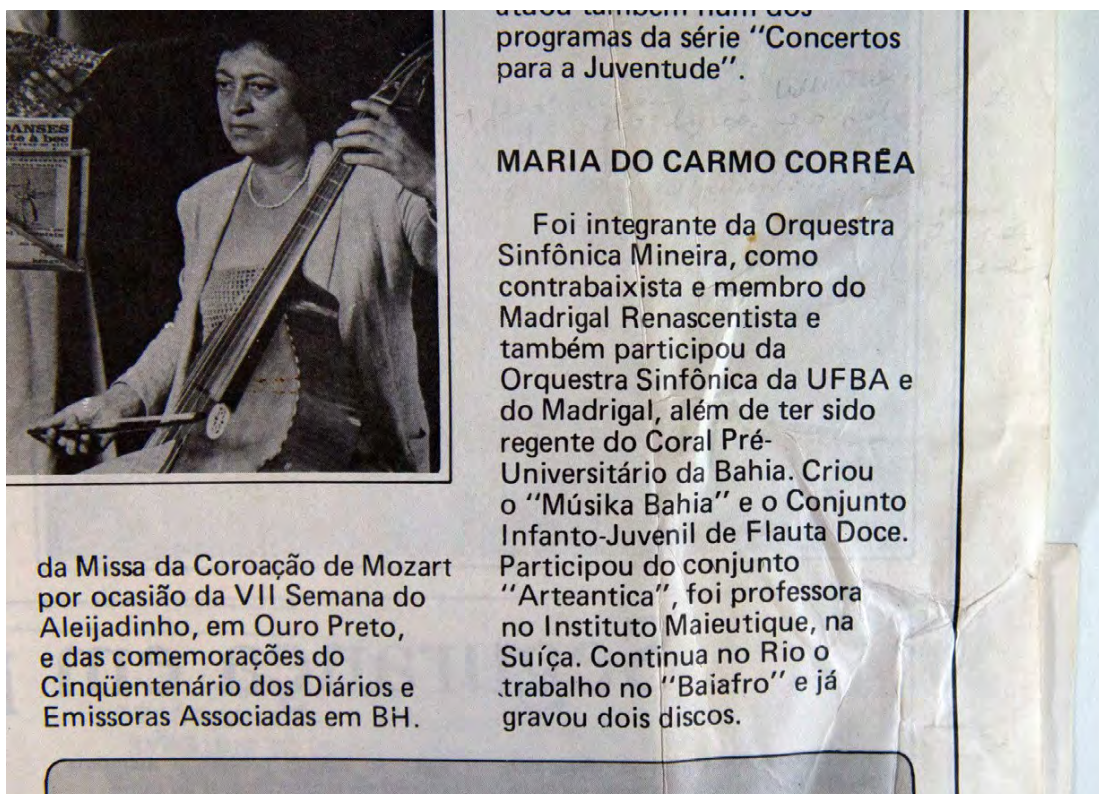 DANSES
da Missa da Coroação de Mozart
por ocasião da VII Semana do
Aleijadinho, em Ouro Preto,
e das comemorações do
Cinqüentenário dos Diários e
Emissoras Associadas em BH.
também num dos
programas da série "Concertos
para a Juventude".
MARIA DO CARMO CORRÊA
Foi integrante da Orquestra
Sinfônica Mineira, como
contrabaixista e membro do
Madrigal Renascentista e
também participou da
Orquestra Sinfônica da UFBA e
do Madrigal, além de ter sido
regente do Coral Pré-
Universitário da Bahia. Criou
o "Músika Bahia" e o Conjunto
Infanto-Juvenil de Flauta Doce.
Participou do conjunto
"Arteantica", foi professora
no Instituto Maieutique, na
Suíça. Continua no Rio o
trabalho no "Baiafro" e já
gravou dois discos.